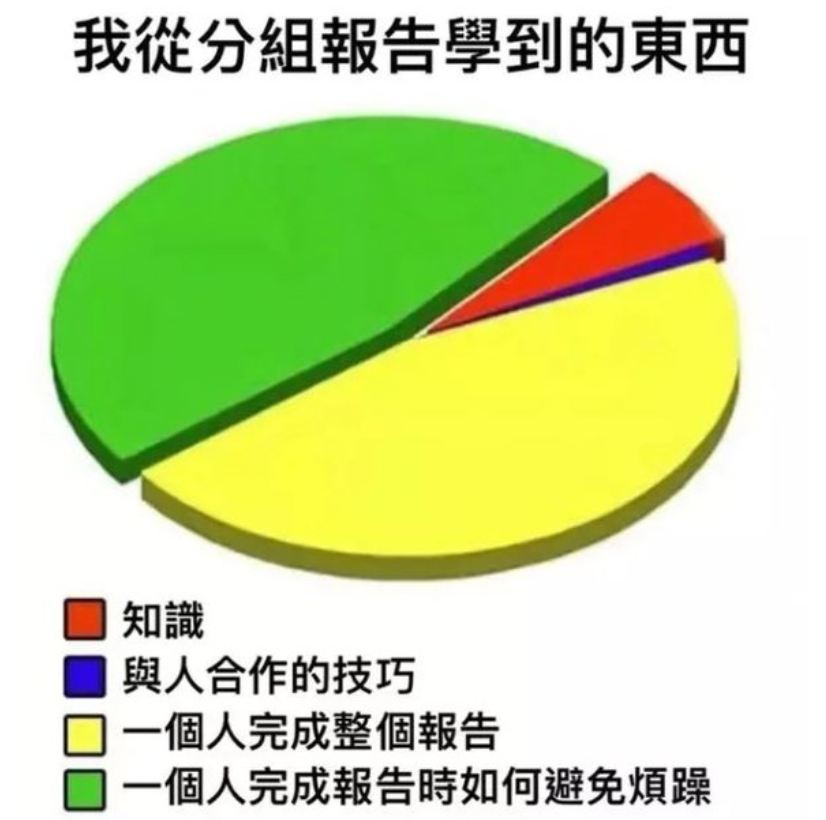 我從分組報告學到的東西
知識
與人合作的技巧
一個人完成整個報告
一個人完成報告時如何避免煩躁